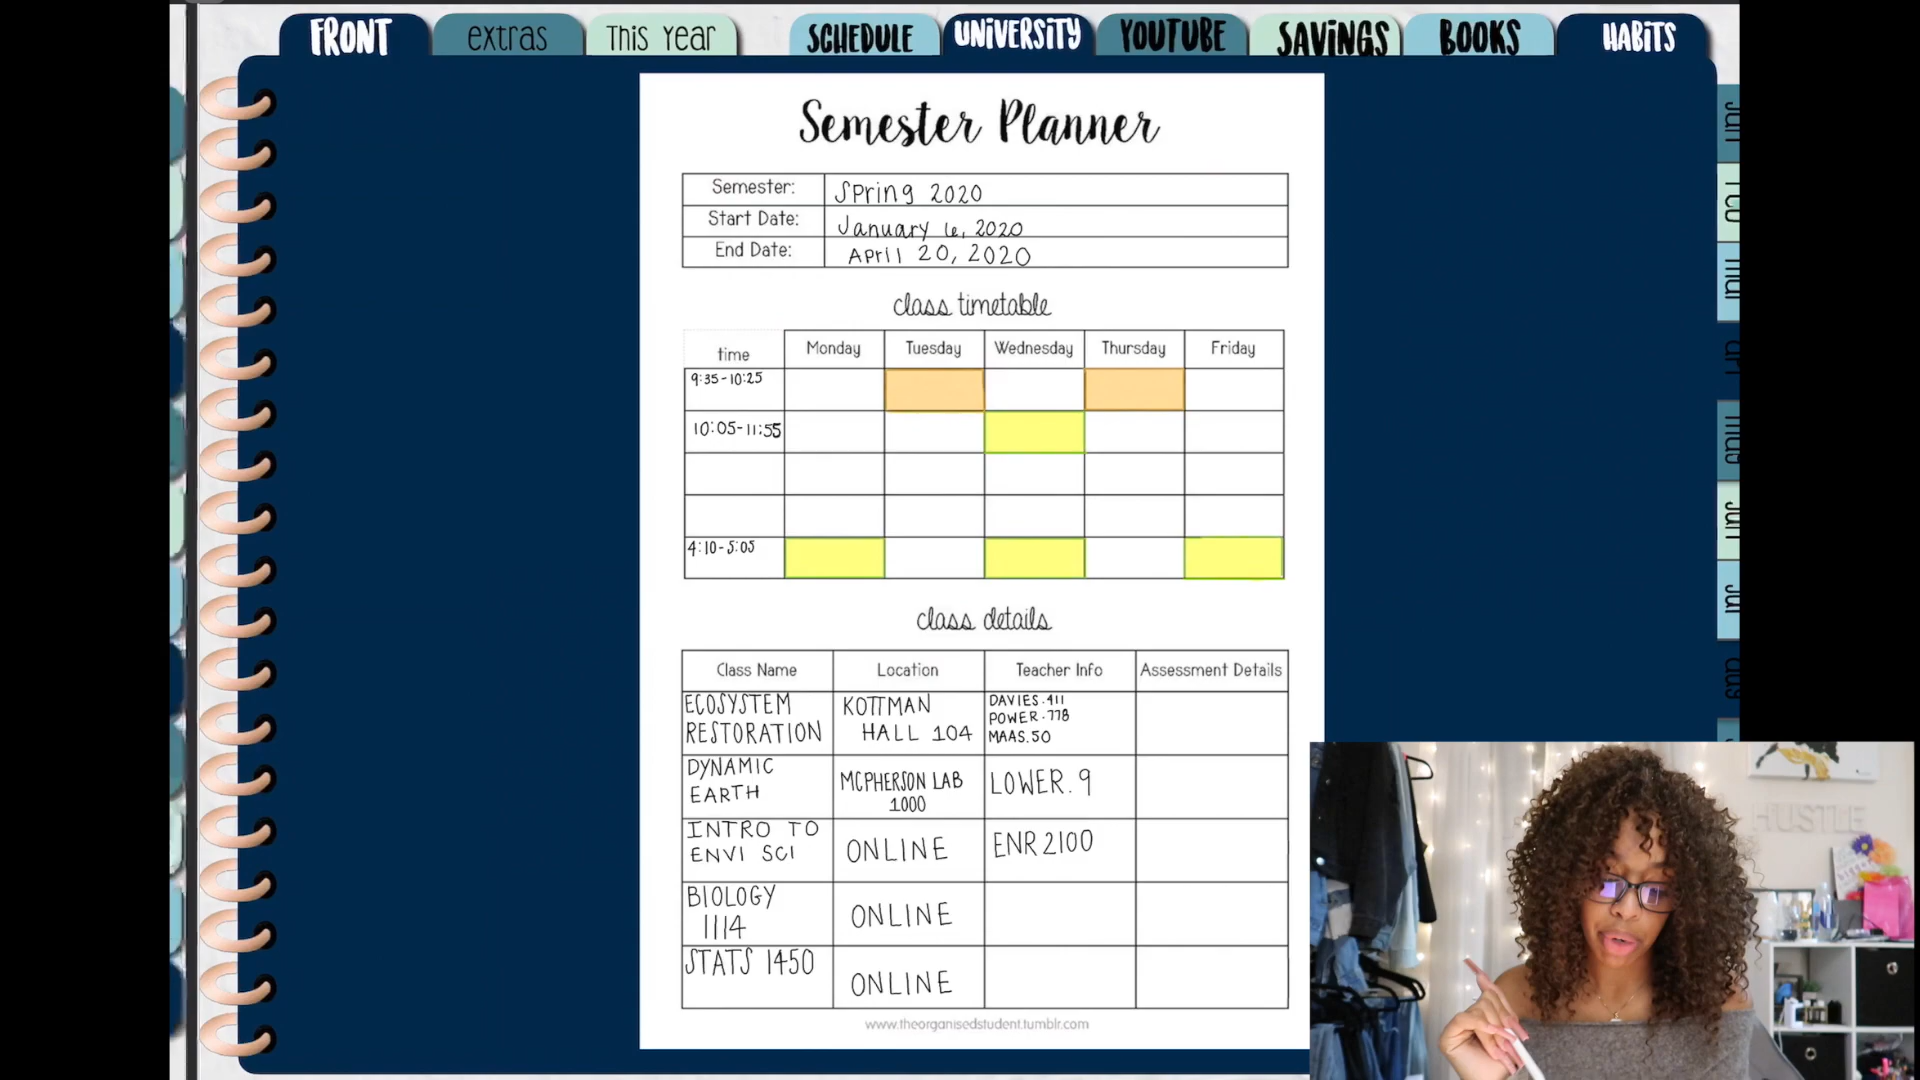 FRONT
extras
This Year
SCHEDULE
UNIVERSITY
YOUTUBE
SAVINGS
BOOKS
HABITS
Semester Planner
Semester: Spring 2020
Start Date: January 6, 2020
End Date: April 20, 2020
class timetable
time Monday Tuesday Wednesday Thursday Friday
9:35-10:25
10:05-11:55
4:10-5:05
class details
Class Name Location Teacher Info Assessment Details
ECOSYSTEM
RESTORATION
KOTTMAN
HALL 104
DAVIES.411
POWER.778
MAAS.50
DYNAMIC
EARTH
MCPHERSON LAB
1000
LOWER.9
INTRO TO
ENVI SCI
ONLINE
ENR 2100
BIOLOGY
1114
ONLINE
STATS 1450
ONLINE
www.theorganisedstudent.tumblr.com
HUSTLE